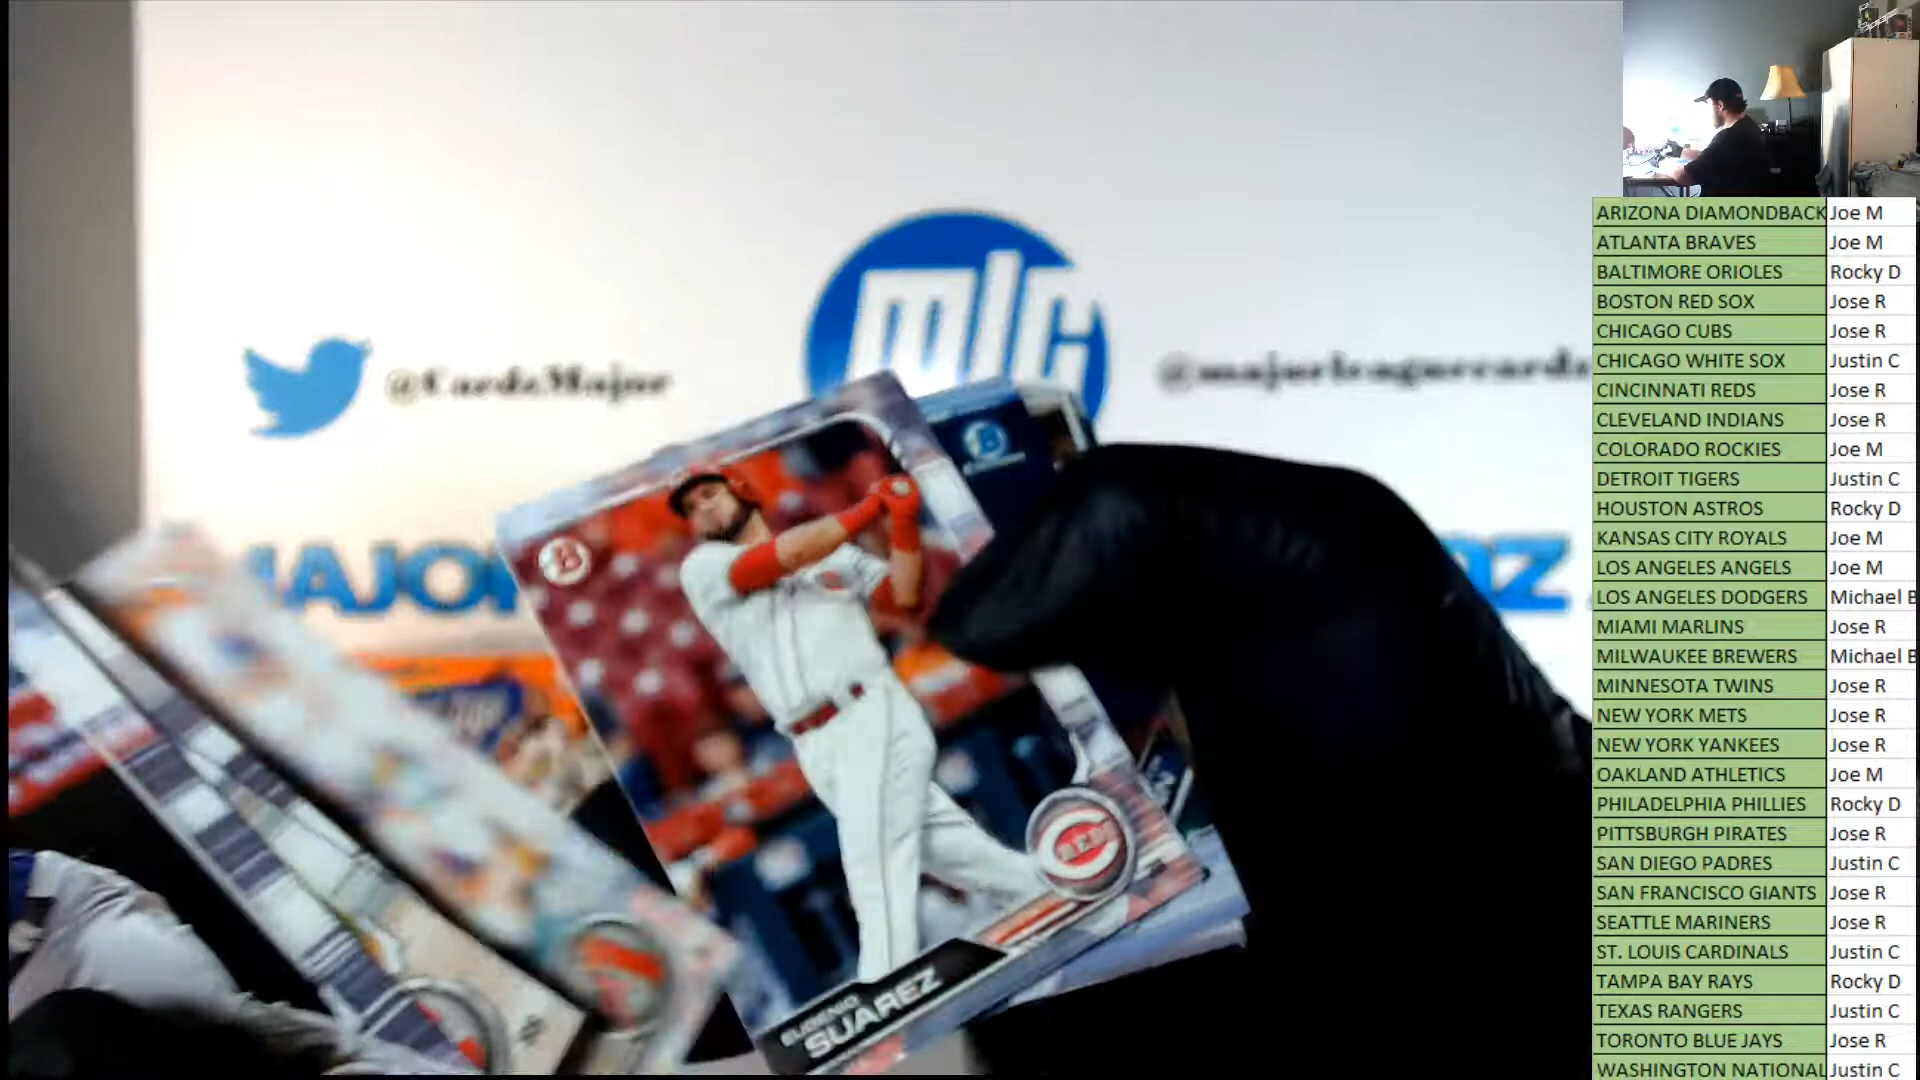 mlc
@CardzMajor
@majorleaguecardz
MAJOR
B
REDS
EUGENIO
SUAREZ
ARIZONA DIAMONDBACK Joe M
ATLANTA BRAVES Joe M
BALTIMORE ORIOLES Rocky D
BOSTON RED SOX Jose R
CHICAGO CUBS Jose R
CHICAGO WHITE SOX Justin C
CINCINNATI REDS Jose R
CLEVELAND INDIANS Jose R
COLORADO ROCKIES Joe M
DETROIT TIGERS Justin C
HOUSTON ASTROS Rocky D
KANSAS CITY ROYALS Joe M
LOS ANGELES ANGELS Joe M
LOS ANGELES DODGERS Michael B
MIAMI MARLINS Jose R
MILWAUKEE BREWERS Michael B
MINNESOTA TWINS Jose R
NEW YORK METS Jose R
NEW YORK YANKEES Jose R
OAKLAND ATHLETICS Joe M
PHILADELPHIA PHILLIES Rocky D
PITTSBURGH PIRATES Jose R
SAN DIEGO PADRES Justin C
SAN FRANCISCO GIANTS Jose R
SEATTLE MARINERS Jose R
ST. LOUIS CARDINALS Justin C
TAMPA BAY RAYS Rocky D
TEXAS RANGERS Justin C
TORONTO BLUE JAYS Jose R
WASHINGTON NATIONAL Justin C